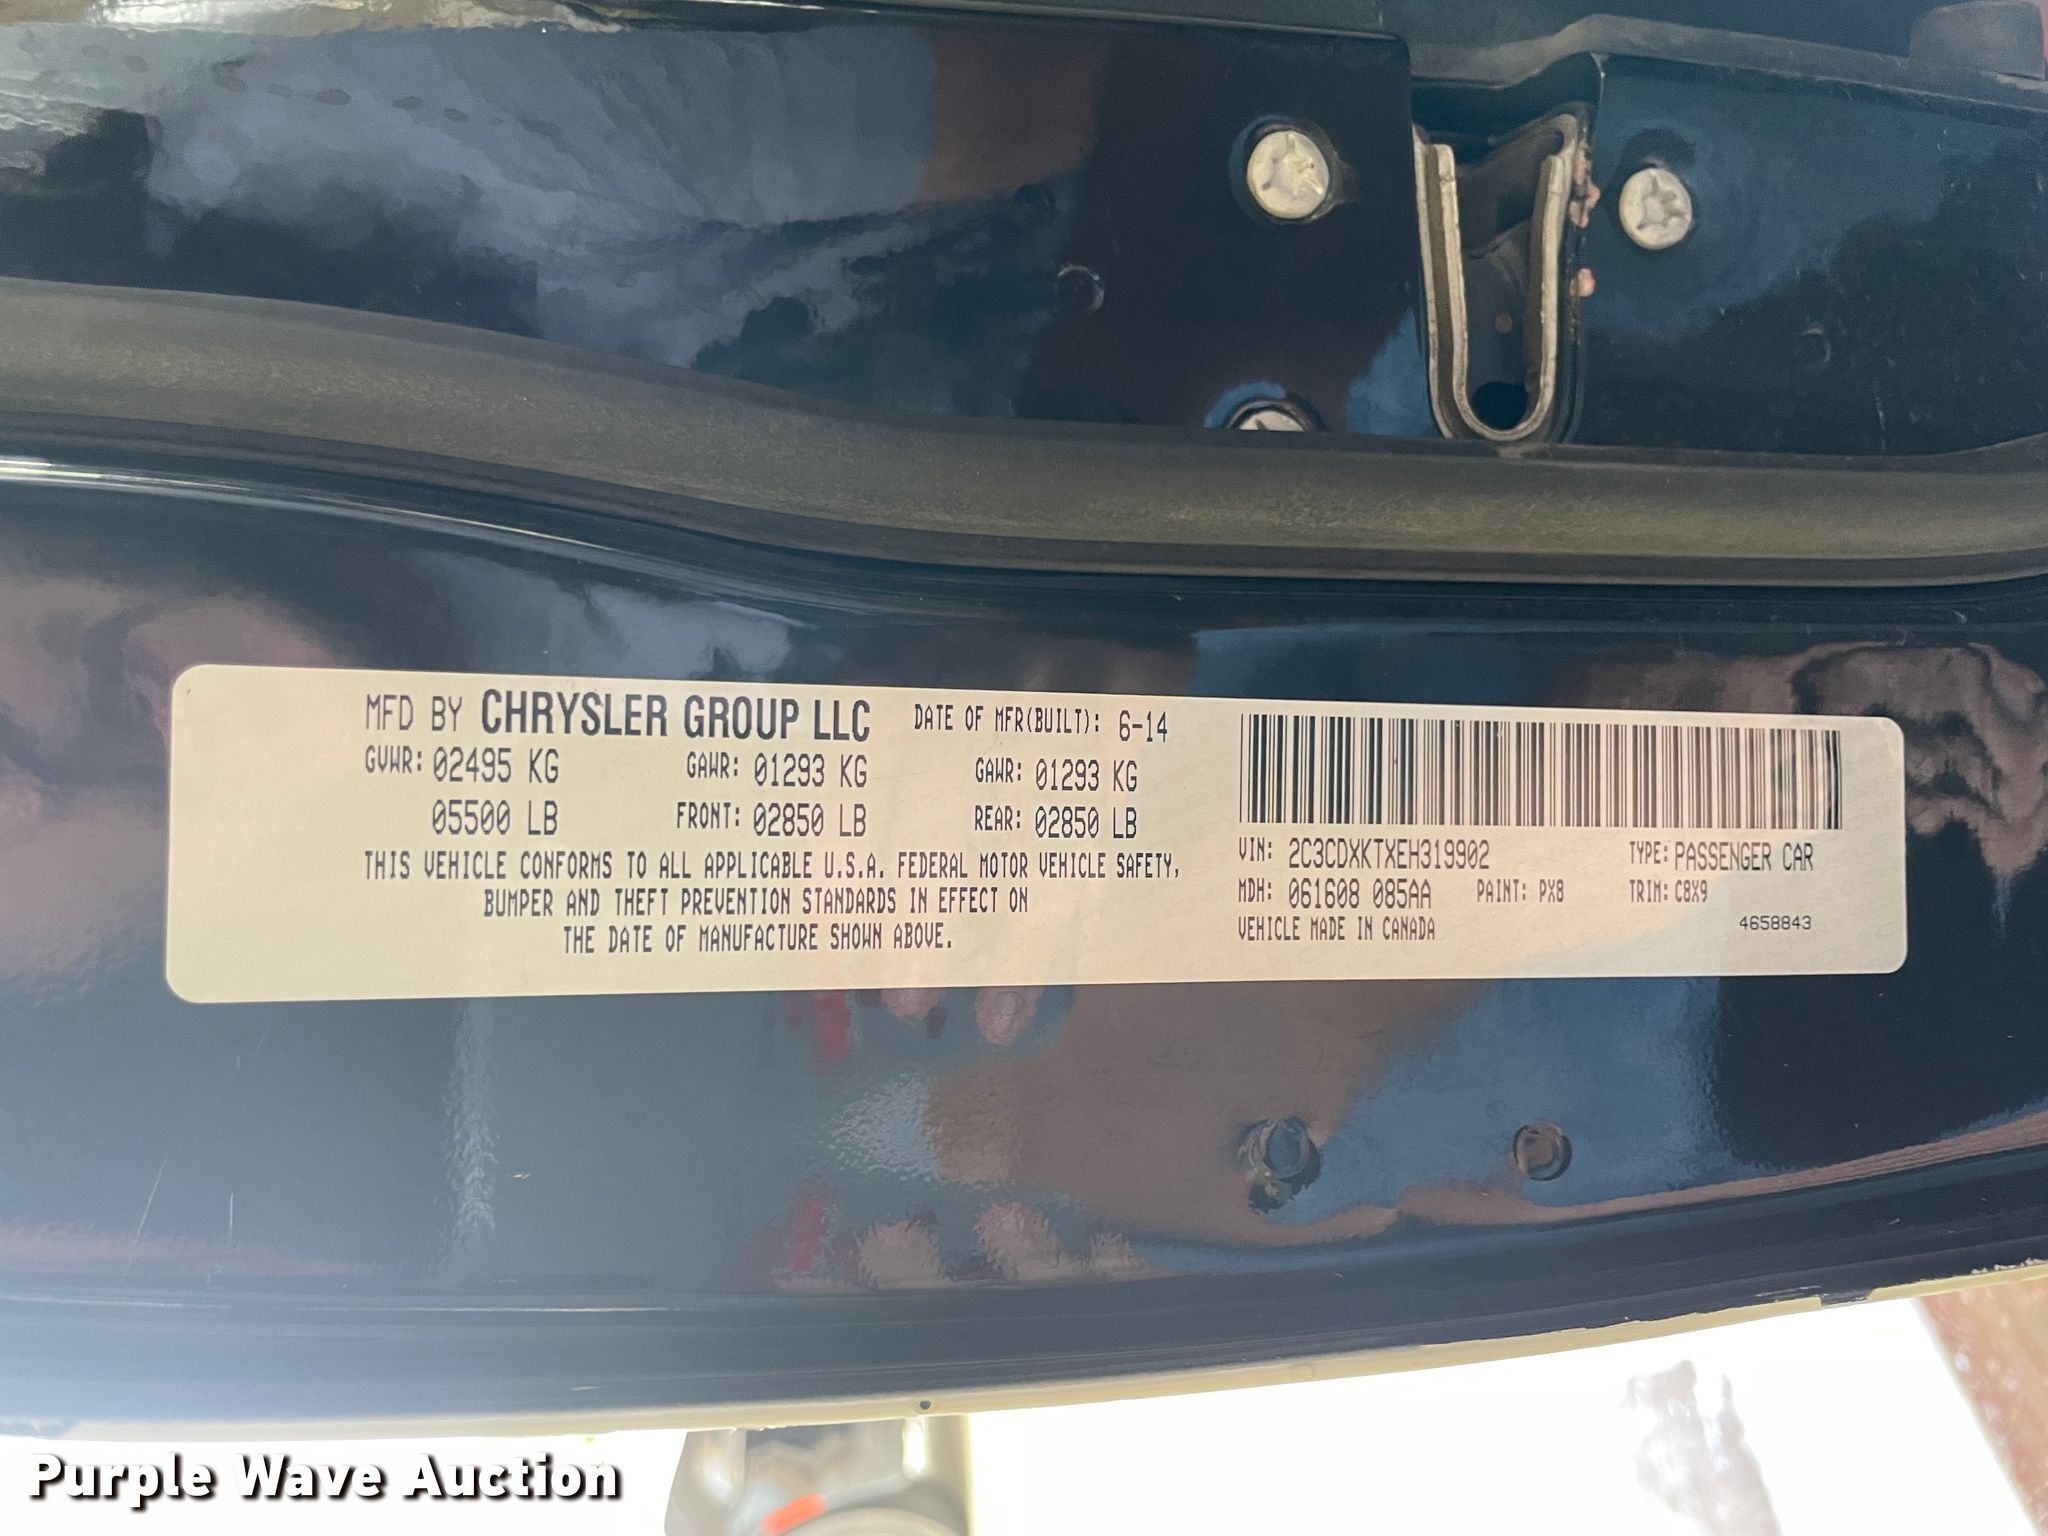 MFD BY CHRYSLER GROUP LLC DATE OF MFR(BUILT): 6-14
GVWR: 02495 KG GAWR: 01293 KG GAWR: 01293 KG
05500 LB FRONT: 02850 LB REAR: 02850 LB
THIS VEHICLE CONFORMS TO ALL APPLICABLE U.S.A. FEDERAL MOTOR VEHICLE SAFETY,
BUMPER AND THEFT PREVENTION STANDARDS IN EFFECT ON
THE DATE OF MANUFACTURE SHOWN ABOVE.
VIN: 2C3CDXKTXEH319902 TYPE: PASSENGER CAR
MDH: 061608 085AA PAINT: PX8 TRIM: C8X9
VEHICLE MADE IN CANADA 4658843
Purple Wave Auction